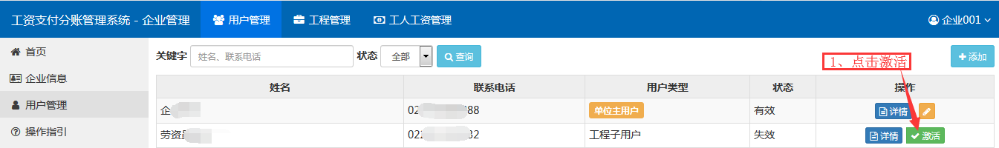 工资支付分账管理系统 - 企业管理 用户管理 工程管理 工人工资管理 企业001
首页
关键字 姓名、联系电话 状态 全部 查询 添加
1、点击激活
企业信息
姓名 联系电话 用户类型 状态 操作
用户管理
企 02 88 单位主用户 有效 详情
操作指引
劳资 02 32 工程子用户 失效 详情 激活